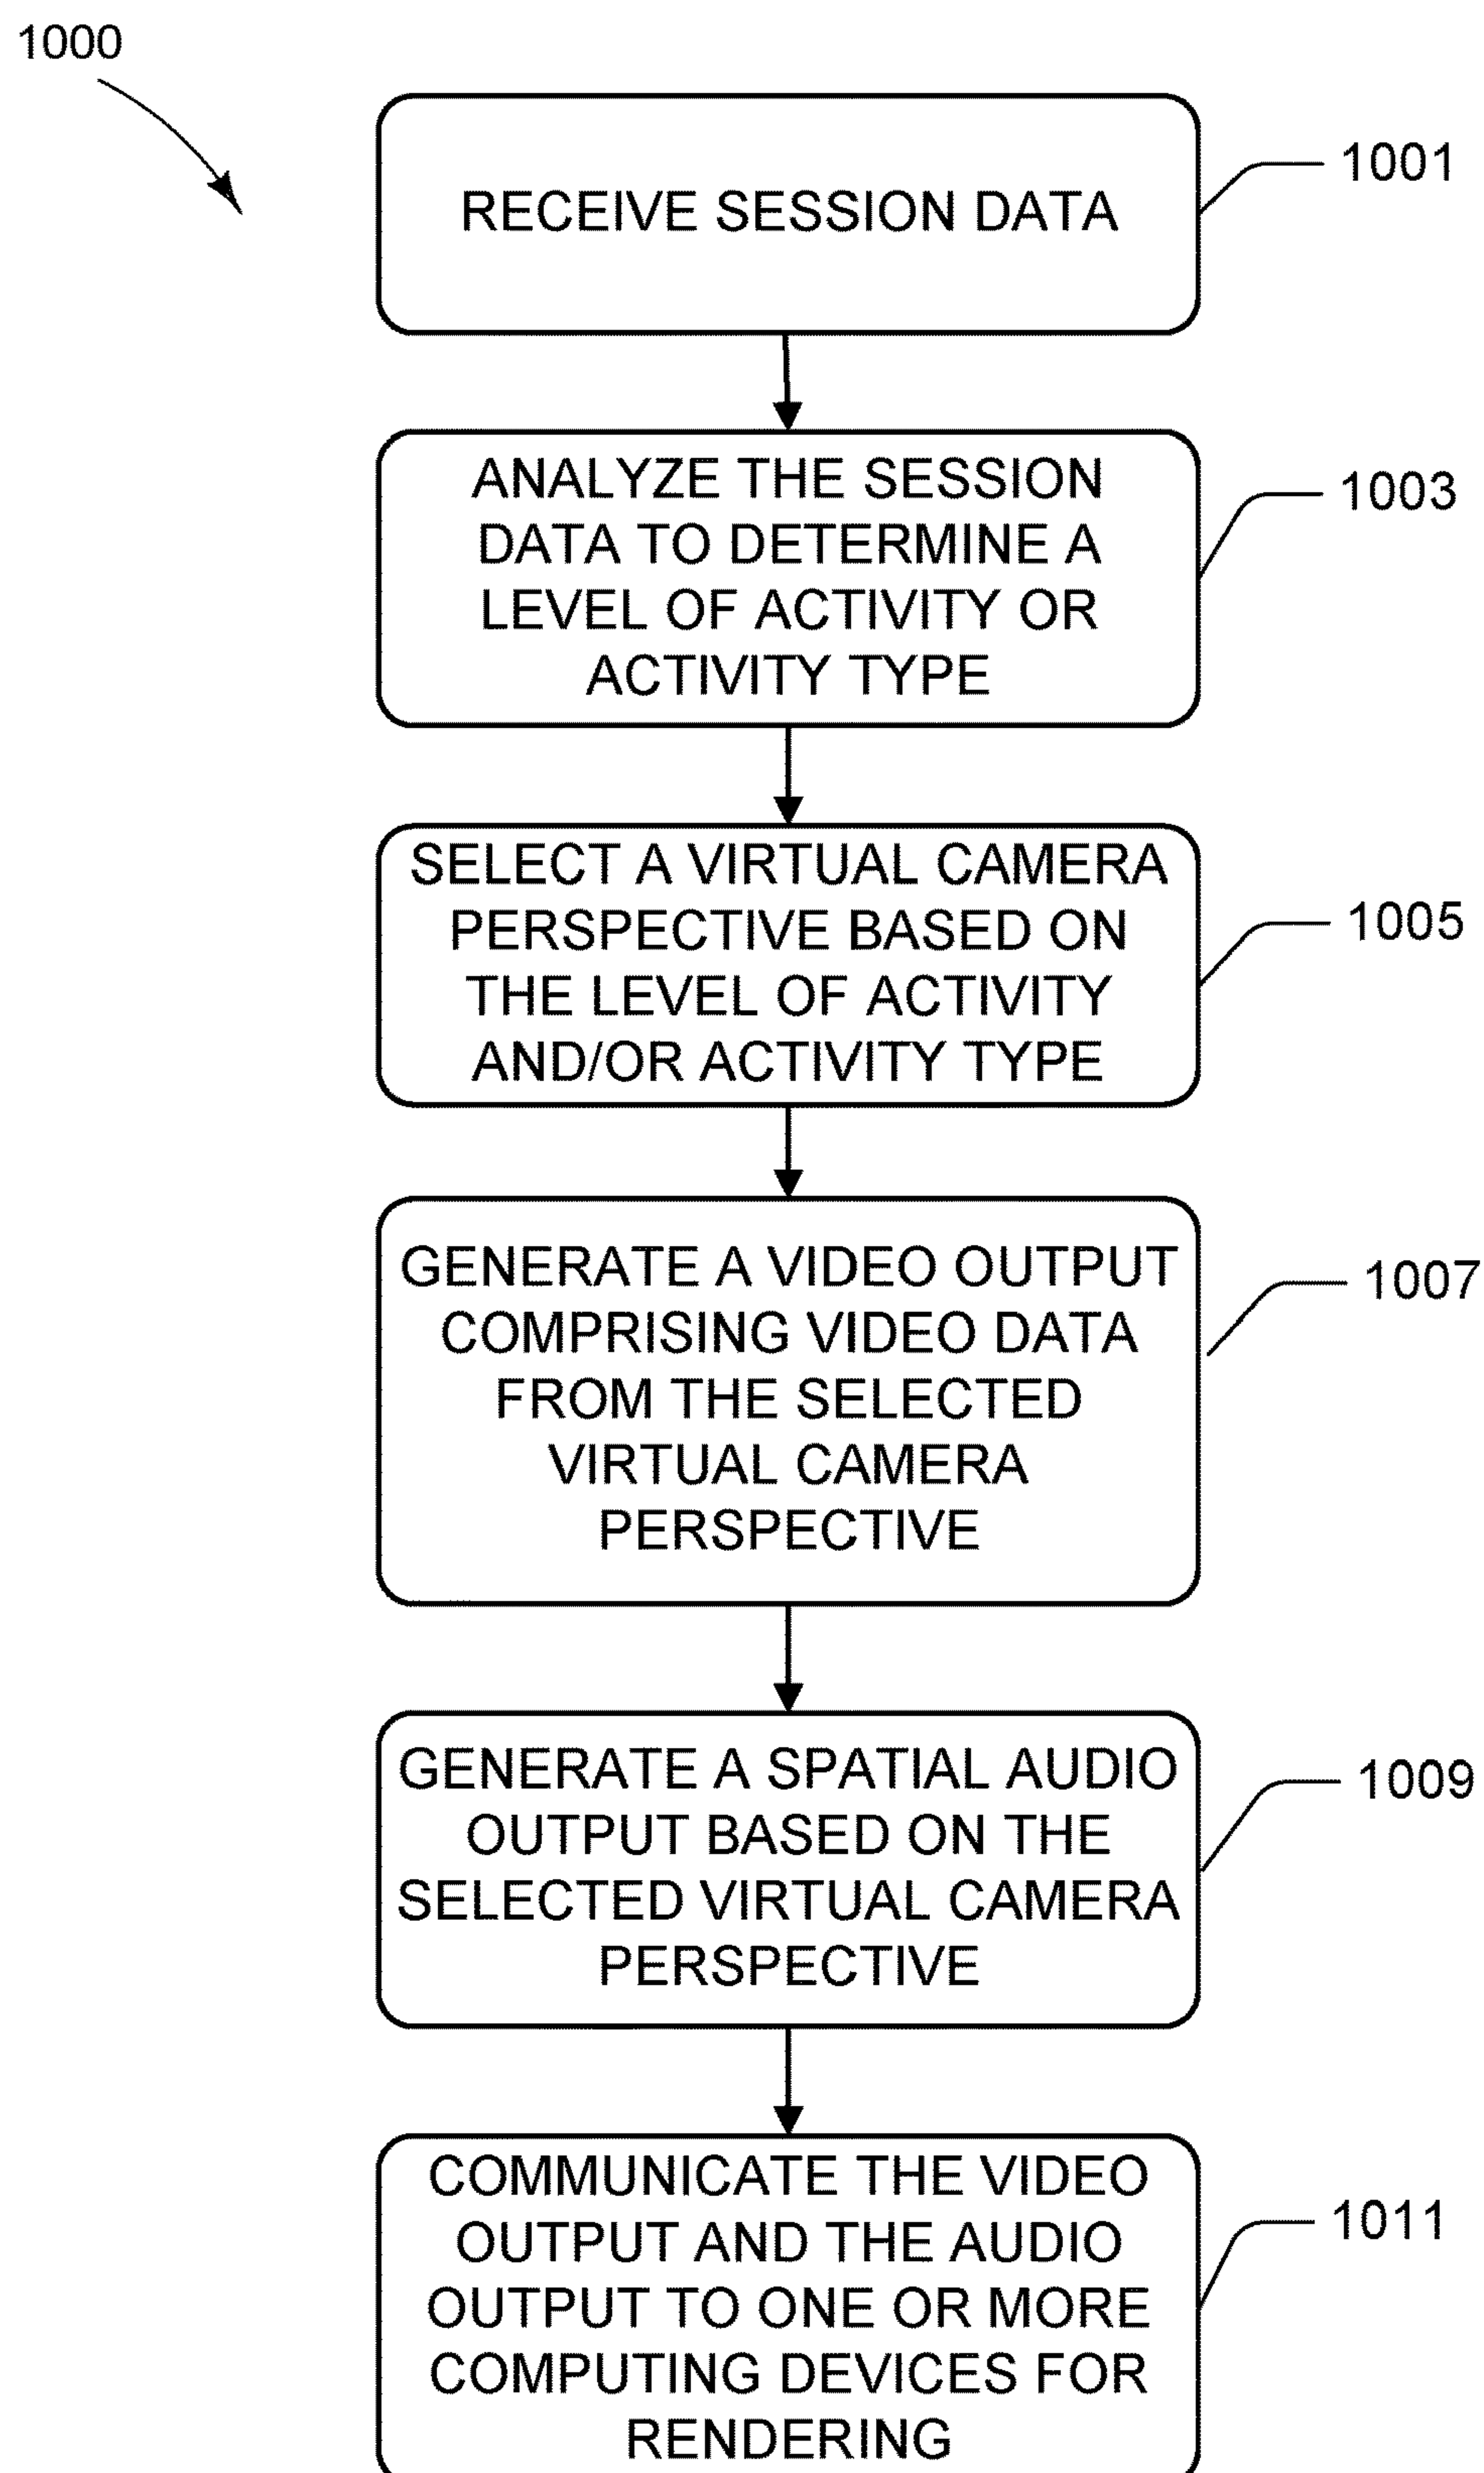 1000
RECEIVE SESSION DATA
1001
ANALYZE THE SESSION
DATA TO DETERMINE A
LEVEL OF ACTIVITY OR
ACTIVITY TYPE
1003
SELECT A VIRTUAL CAMERA
PERSPECTIVE BASED ON
THE LEVEL OF ACTIVITY
AND/OR ACTIVITY TYPE
1005
GENERATE A VIDEO OUTPUT
COMPRISING VIDEO DATA
FROM THE SELECTED
VIRTUAL CAMERA
PERSPECTIVE
1007
GENERATE A SPATIAL AUDIO
OUTPUT BASED ON THE
SELECTED VIRTUAL CAMERA
PERSPECTIVE
1009
COMMUNICATE THE VIDEO
OUTPUT AND THE AUDIO
OUTPUT TO ONE OR MORE
COMPUTING DEVICES FOR
RENDERING
1011